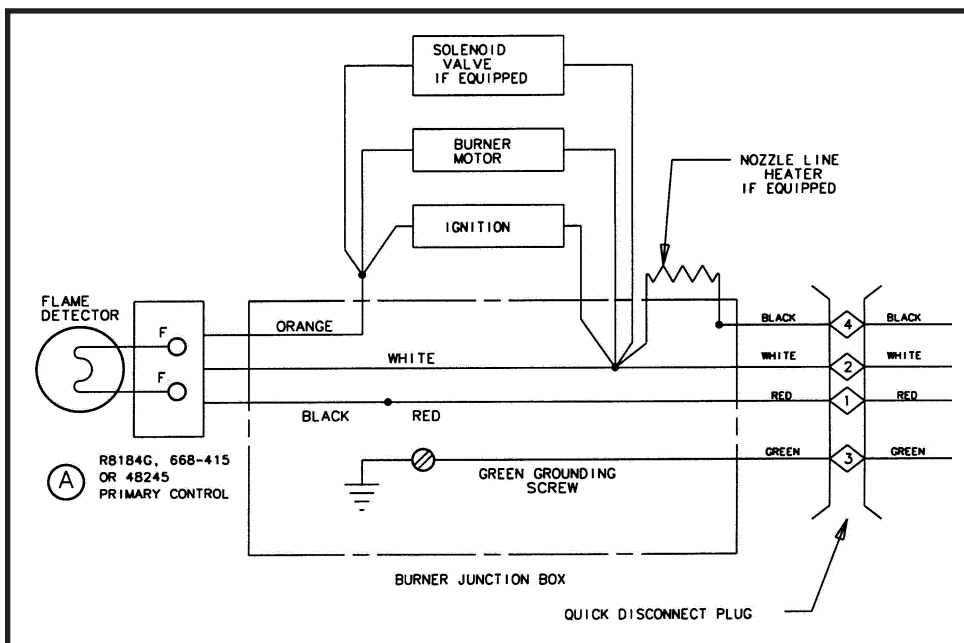 SOLENOID
VALVE
IF EQUIPPED
BURNER
MOTOR
NOZZLE LINE
HEATER
IF EQUIPPED
IGNITION
FLAME
DETECTOR
F
F
ORANGE
WHITE
BLACK
RED
BLACK
4
BLACK
WHITE
2
WHITE
RED
1
RED
GREEN
3
GREEN
A
R8184G, 668-415
OR 48245
PRIMARY CONTROL
GREEN GROUNDING
SCREW
BURNER JUNCTION BOX
QUICK DISCONNECT PLUG